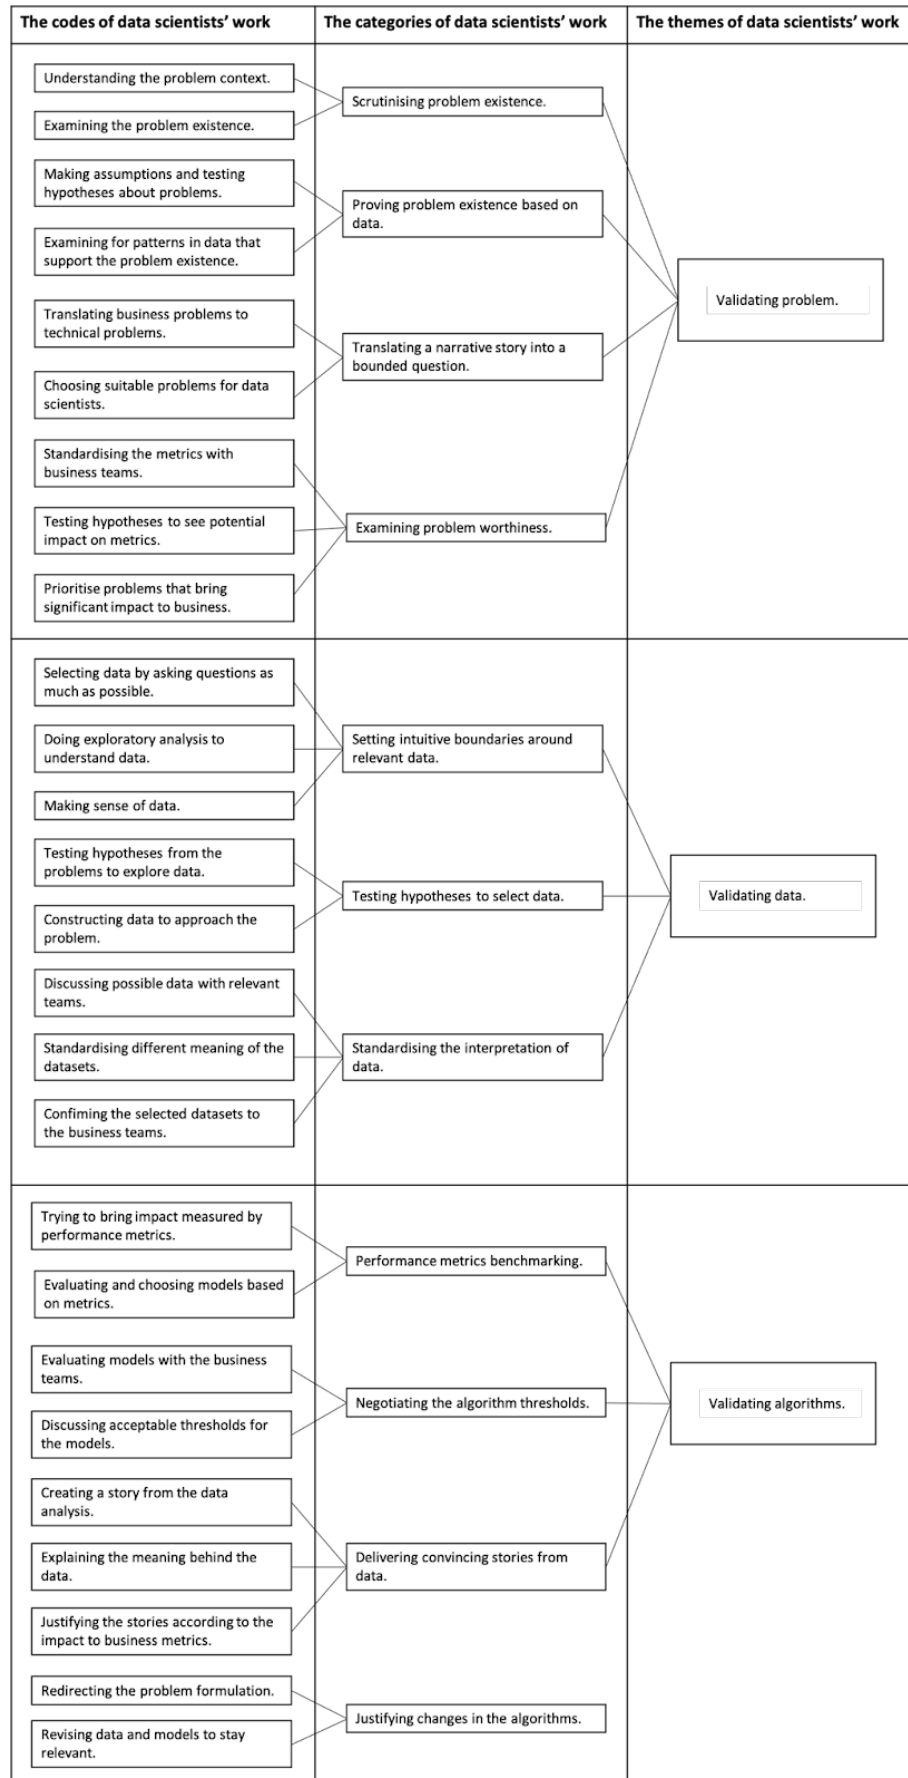 The codes of data scientists' work
The categories of data scientists' work
The themes of data scientists' work
Understanding the problem context.
Examining the problem existence.
Scrutinising problem existence.
Making assumptions and testing
hypotheses about problems.
Examining for patterns in data that
support the problem existence.
Proving problem existence based on
data.
Translating business problems to
technical problems.
Choosing suitable problems for data
scientists.
Translating a narrative story into a
bounded question.
Standardising the metrics with
business teams.
Testing hypotheses to see potential
impact on metrics.
Prioritise problems that bring
significant impact to business.
Examining problem worthiness.
Validating problem.
Selecting data by asking questions as
much as possible.
Doing exploratory analysis to
understand data.
Making sense of data.
Setting intuitive boundaries around
relevant data.
Testing hypotheses from the
problems to explore data.
Constructing data to approach the
problem.
Testing hypotheses to select data.
Discussing possible data with relevant
teams.
Standardising different meaning of the
datasets.
Confiming the selected datasets to
the business teams.
Standardising the interpretation of
data.
Validating data.
Trying to bring impact measured by
performance metrics.
Evaluating and choosing models based
on metrics.
Performance metrics benchmarking.
Evaluating models with the business
teams.
Discussing acceptable thresholds for
the models.
Negotiating the algorithm thresholds.
Creating a story from the data
analysis.
Explaining the meaning behind the
data.
Justifying the stories according to the
impact to business metrics.
Delivering convincing stories from
data.
Validating algorithms.
Redirecting the problem formulation.
Revising data and models to stay
relevant.
Justifying changes in the algorithms.